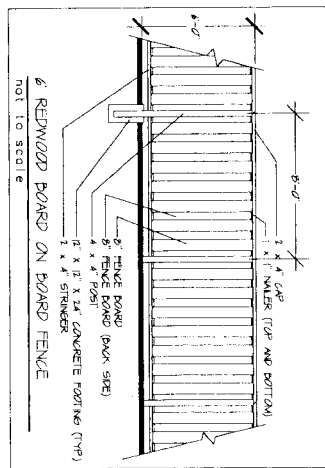 6'-0"
8'-0"
2 x 4" CAP
1 x 1" NAILER (TOP AND BOTTOM)
8" FENCE BOARD
8" FENCE BOARD (BACK SIDE)
4 x 4" POST
12" x 12" x 24" CONCRETE FOOTING (TYP)
2 x 4" STRINGER
6' REDWOOD BOARD ON BOARD FENCE
not to scale